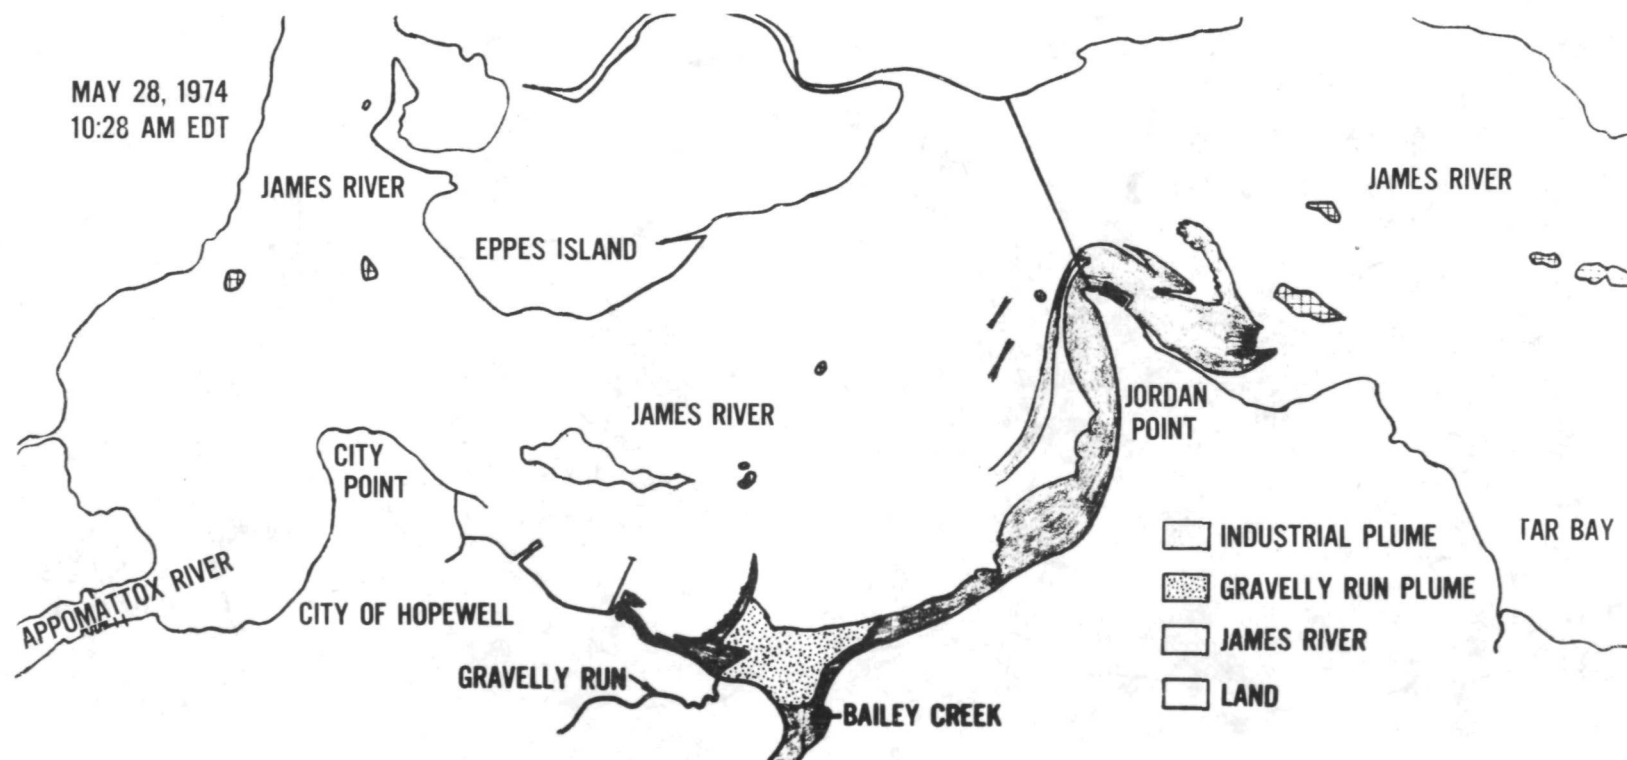 MAY 28, 1974
10:28 AM EDT
JAMES RIVER
JAMES RIVER
EPPES ISLAND
JORDAN
POINT
JAMES RIVER
CITY
POINT
INDUSTRIAL PLUME
TAR BAY
GRAVELLY RUN PLUME
APPOMATTOX RIVER
CITY OF HOPEWELL
JAMES RIVER
GRAVELLY RUN
LAND
BAILEY CREEK